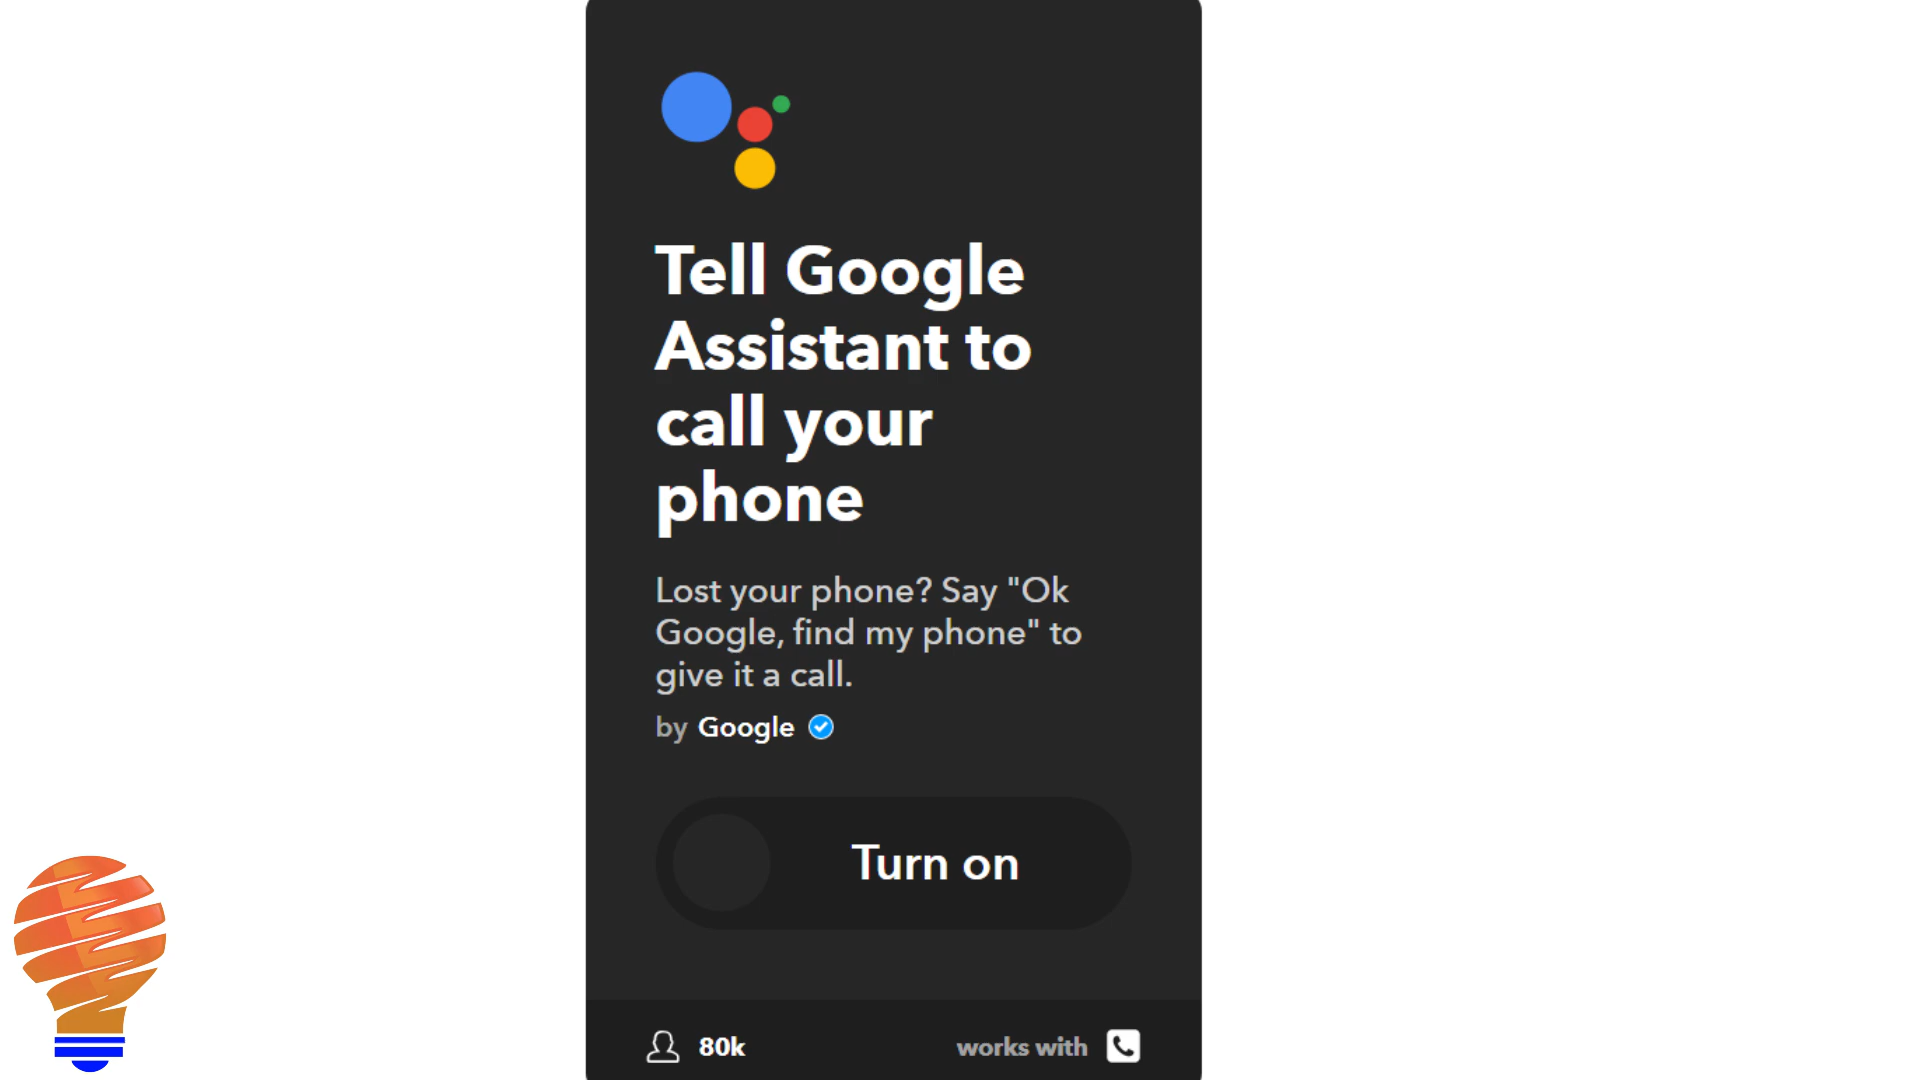 Tell Google
Assistant to
call your
phone
Lost your phone? Say "Ok
Google, find my phone" to
give it a call.
by Google
Turn on
80k works with